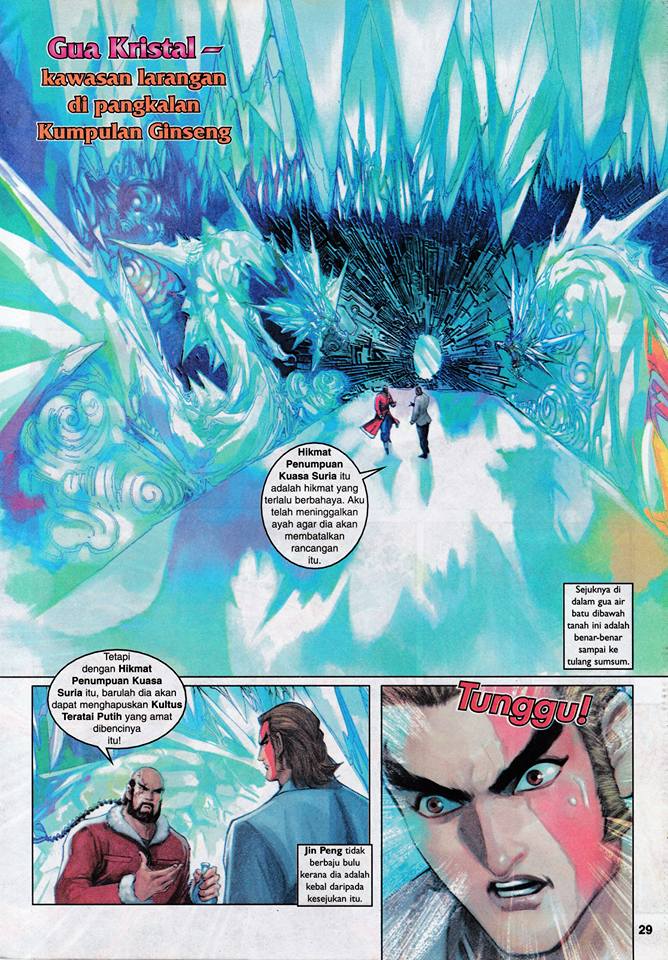 Gua Kristal –
kawasan larangan
di pangkalan
Kumpulan Ginseng
Hikmat
Penumpuan
Kuasa Suria itu
adalah hikmat yang
terlalu berbahaya. Aku
telah meninggalkan
ayah agar dia akan
membatalkan
rancangan
itu.
Sejuknya di
dalam gua air
batu dibawah
tanah ini adalah
benar-benar
sampai ke
tulang sumsum.
Tetapi
dengan Hikmat
Penumpuan Kuasa
Suria itu, barulah dia akan
dapat menghapuskan Kultus
Teratai Putih yang amat
dibencinya
itu!
Jin Peng tidak
berbaju bulu
kerana dia adalah
kebal daripada
kesejukan itu.
Tunggu!
29